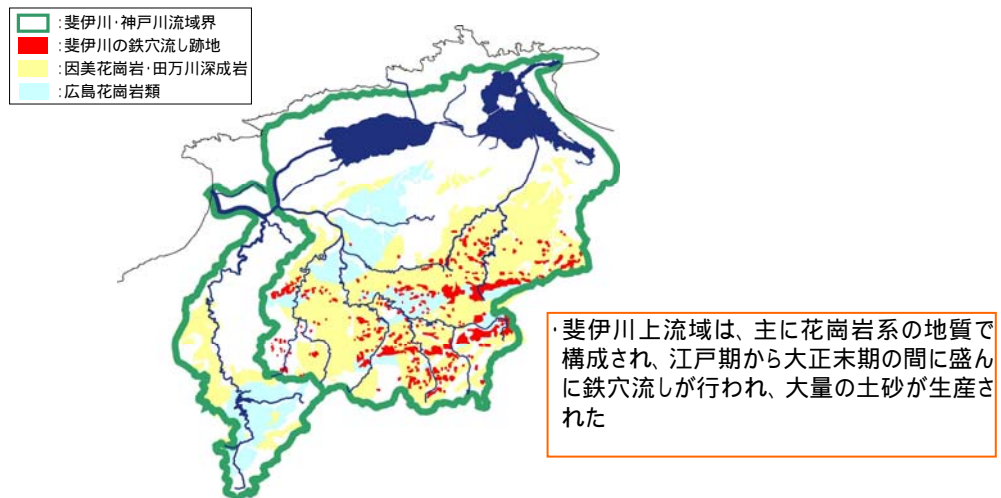 :斐伊川・神戸川流域界
:斐伊川の鉄穴流し跡地
:因美花崗岩・田万川深成岩
:広島花崗岩類
・斐伊川上流域は、主に花崗岩系の地質で
構成され、江戸期から大正末期の間に盛ん
に鉄穴流しが行われ、大量の土砂が生産さ
れた